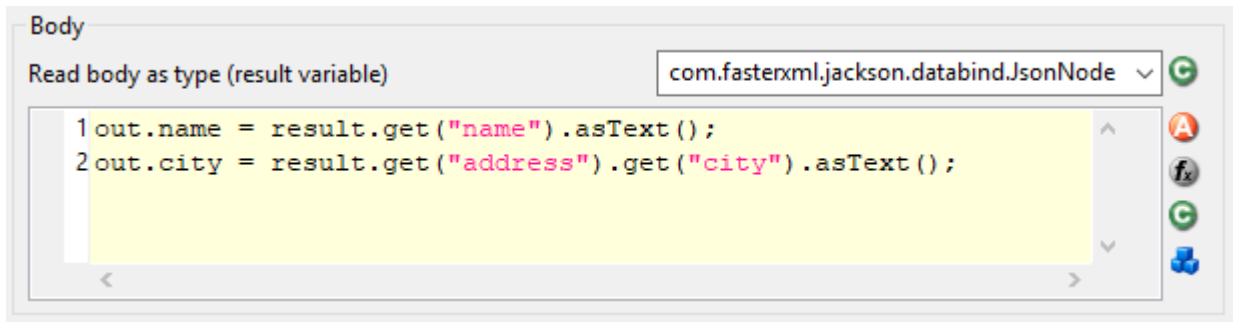 Body
Read body as type (result variable) com.fasterxml.jackson.databind.JsonNode C
1 out.name = result.get("name").asText();
2 out.city = result.get("address").get("city").asText();
A
fx
C